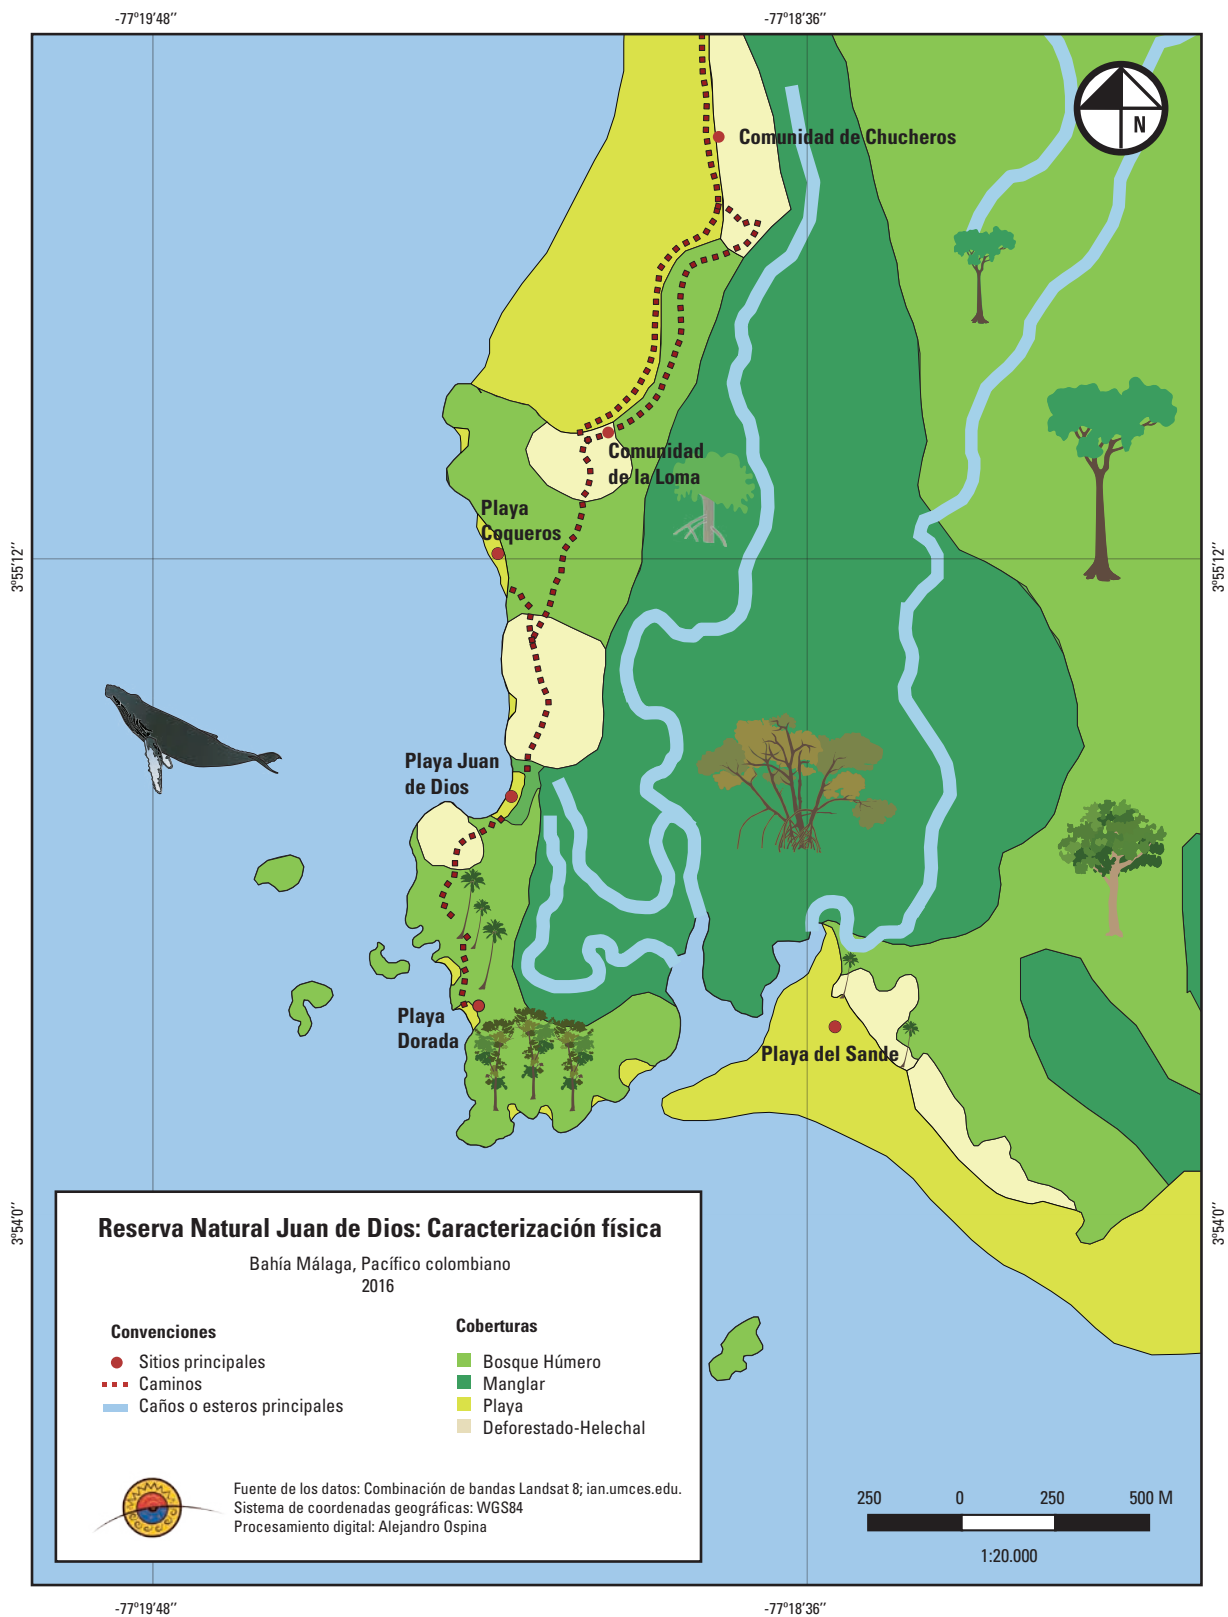 -77°19'48''
-77°18'36''
N
Comunidad de Chucheros
Comunidad
de la Loma
Playa
Coqueros
3°55'12''
3°55'12''
Playa Juan
de Dios
Playa
Dorada
Playa del Sande
3°54'0''
3°54'0''
Reserva Natural Juan de Dios: Caracterización física
Bahía Málaga, Pacífico colombiano
2016
Convenciones
Sitios principales
Caminos
Caños o esteros principales
Coberturas
Bosque Húmero
Manglar
Playa
Deforestado-Helechal
Fuente de los datos: Combinación de bandas Landsat 8; ian.umces.edu.
Sistema de coordenadas geográficas: WGS84
Procesamiento digital: Alejandro Ospina
250 0 250 500 M
1:20.000
-77°19'48''
-77°18'36''